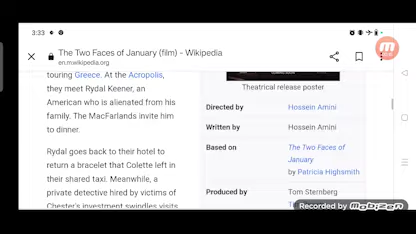 3:33
The Two Faces of January (film) – Wikipedia
en.m.wikipedia.org
touring Greece. At the Acropolis,
they meet Rydal Keener, an
American who is alienated from his
family. The MacFarlands invite him
to dinner.
Rydal goes back to their hotel to
return a bracelet that Colette left in
their shared taxi. Meanwhile, a
private detective hired by victims of
Chester's investment swindles visits
COMING SOON
Theatrical release poster
Directed by Hossein Amini
Written by Hossein Amini
Based on The Two Faces of
January
by Patricia Highsmith
Produced by Tom Sternberg
Recorded by Mobizen